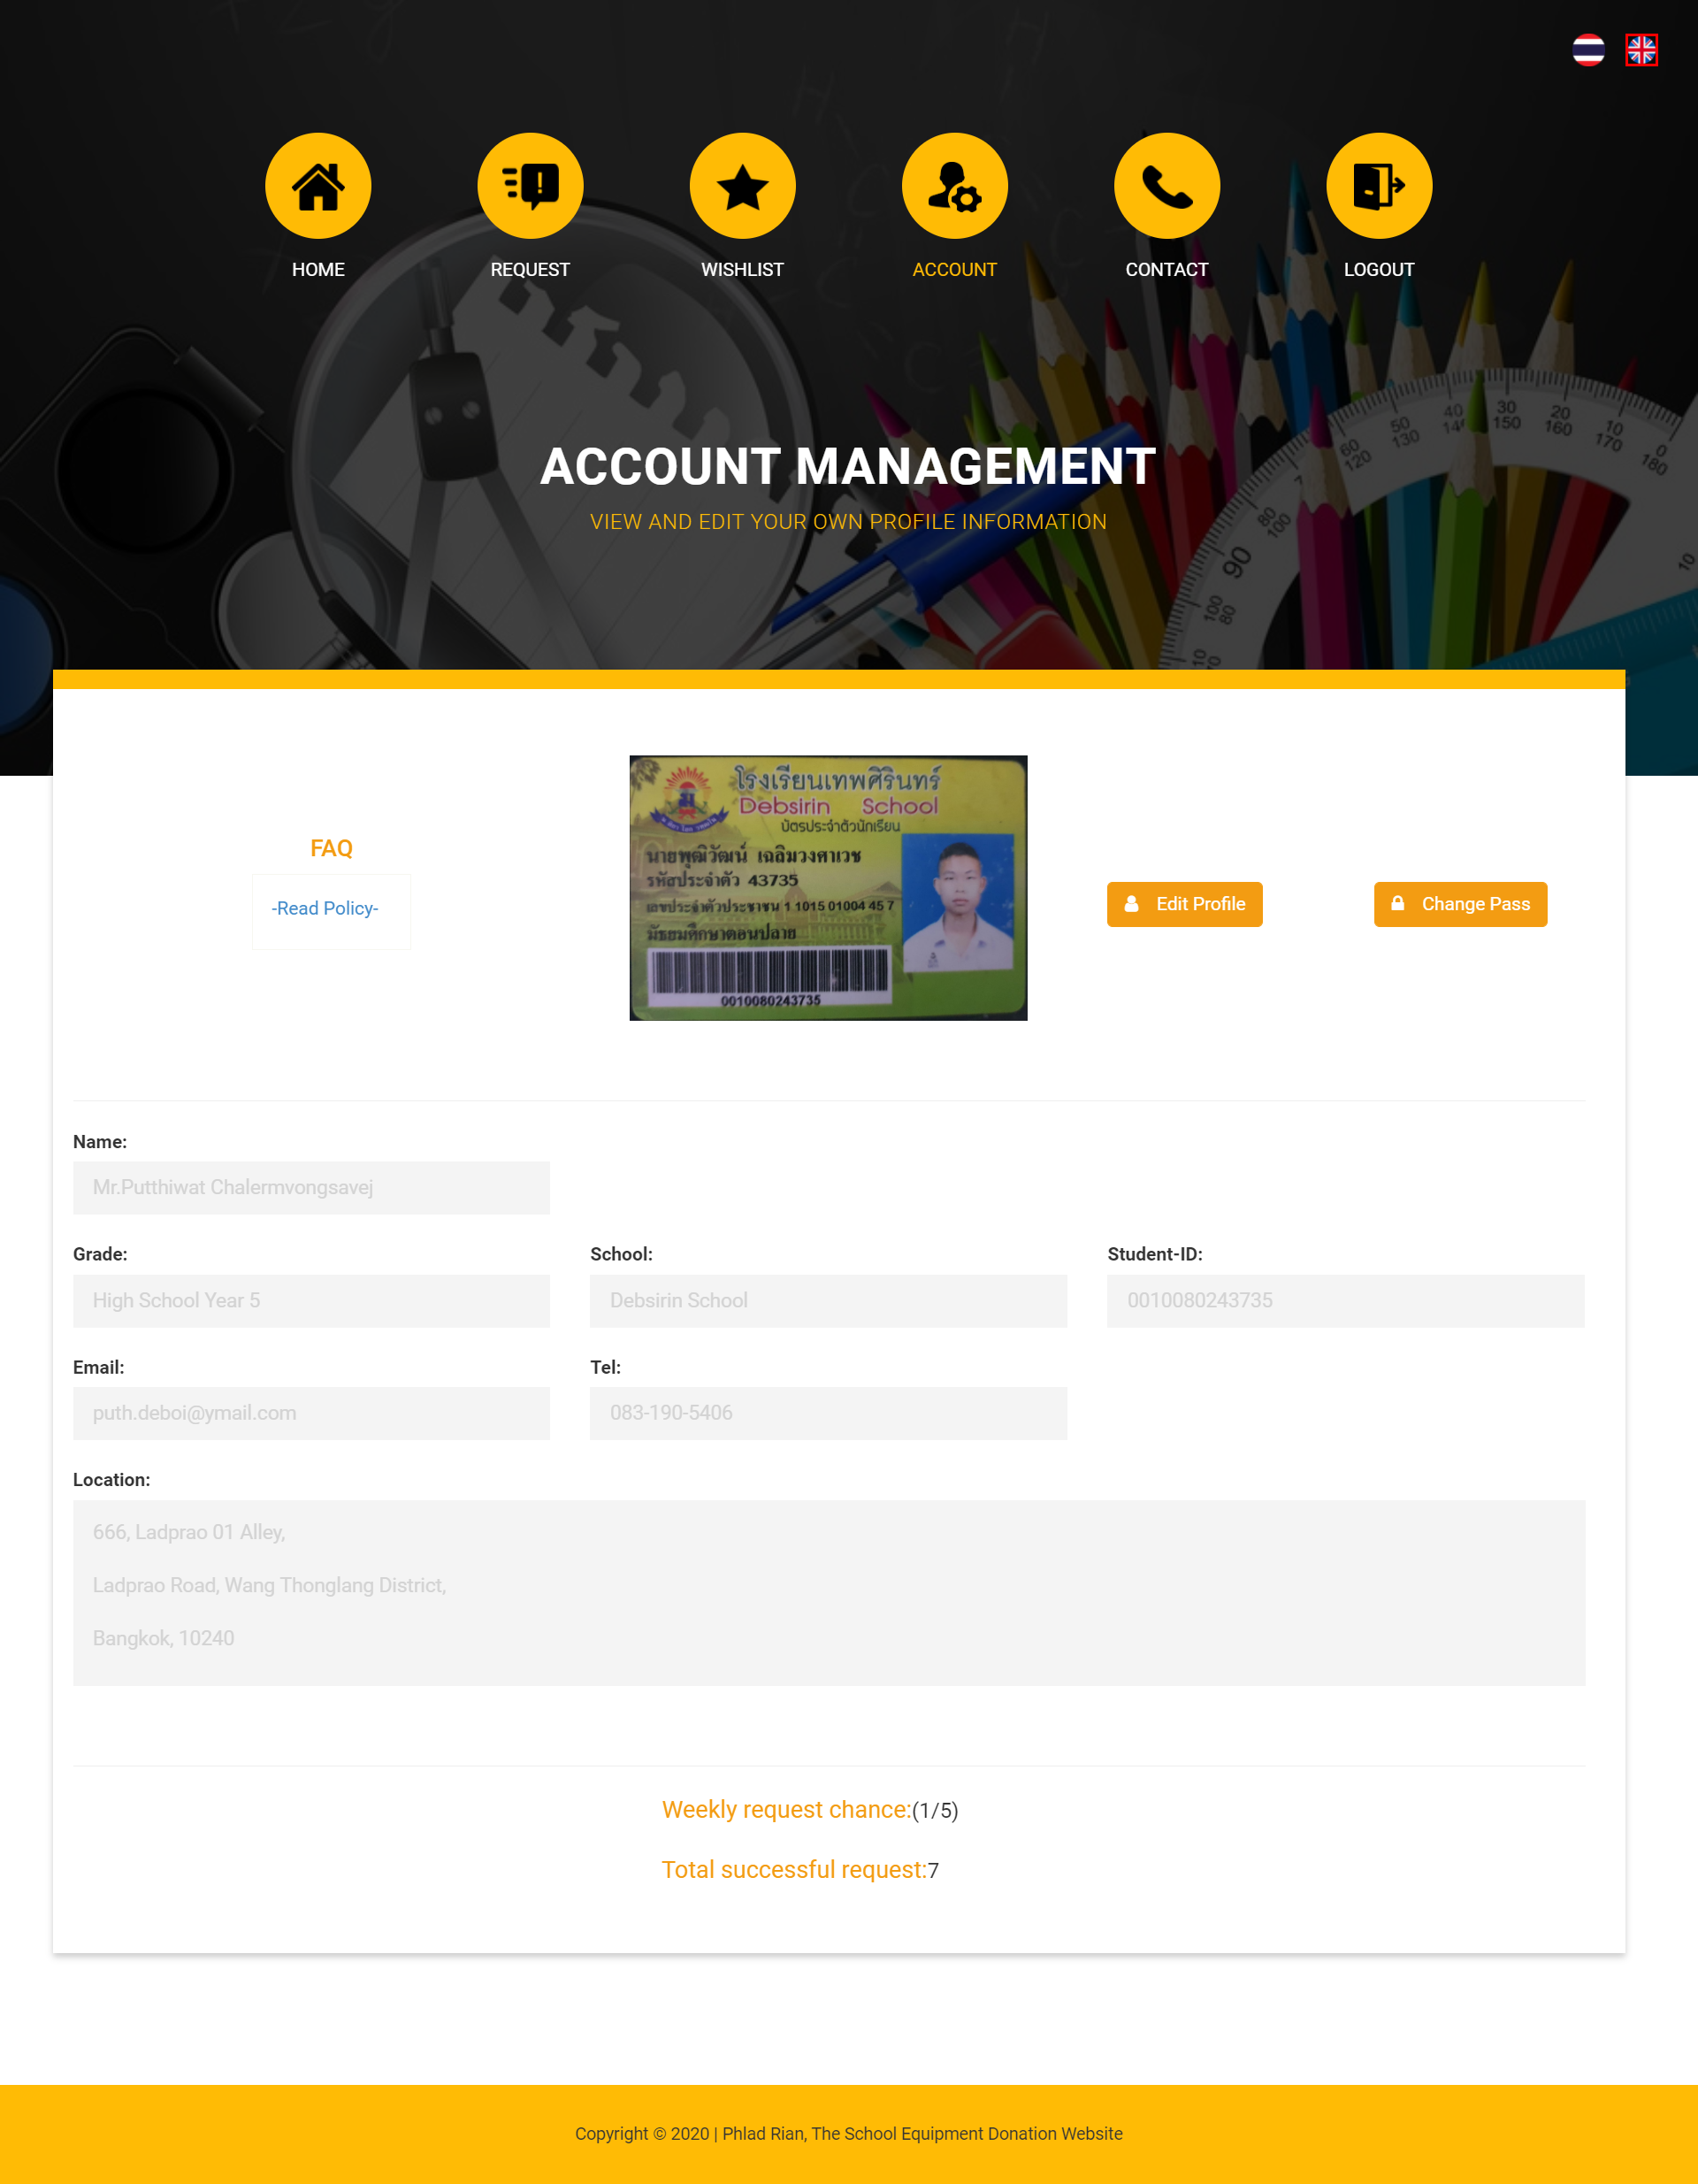 HOME
REQUEST
WISHLIST
ACCOUNT
CONTACT
LOGOUT
ACCOUNT MANAGEMENT
VIEW AND EDIT YOUR OWN PROFILE INFORMATION
FAQ
-Read Policy-
โรงเรียนเทพศิรินทร์
Debsirin School
บัตรประจำตัวนักเรียน
นายพุฒิวัฒน์ เฉลิมวงศาเวช
รหัสประจำตัว 43735
เลขประจำตัวประชาชน 1 1015 01004 45 7
มัธยมศึกษาตอนปลาย
0010080243735
Edit Profile
Change Pass
Name:
Mr.Putthiwat Chalermvongsavej
Grade:
School:
Student-ID:
High School Year 5
Debsirin School
0010080243735
Email:
Tel:
puth.deboi@ymail.com
083-190-5406
Location:
666, Ladprao 01 Alley,
Ladprao Road, Wang Thonglang District,
Bangkok, 10240
Weekly request chance:(1/5)
Total successful request:7
Copyright © 2020 | Phlad Rian, The School Equipment Donation Website